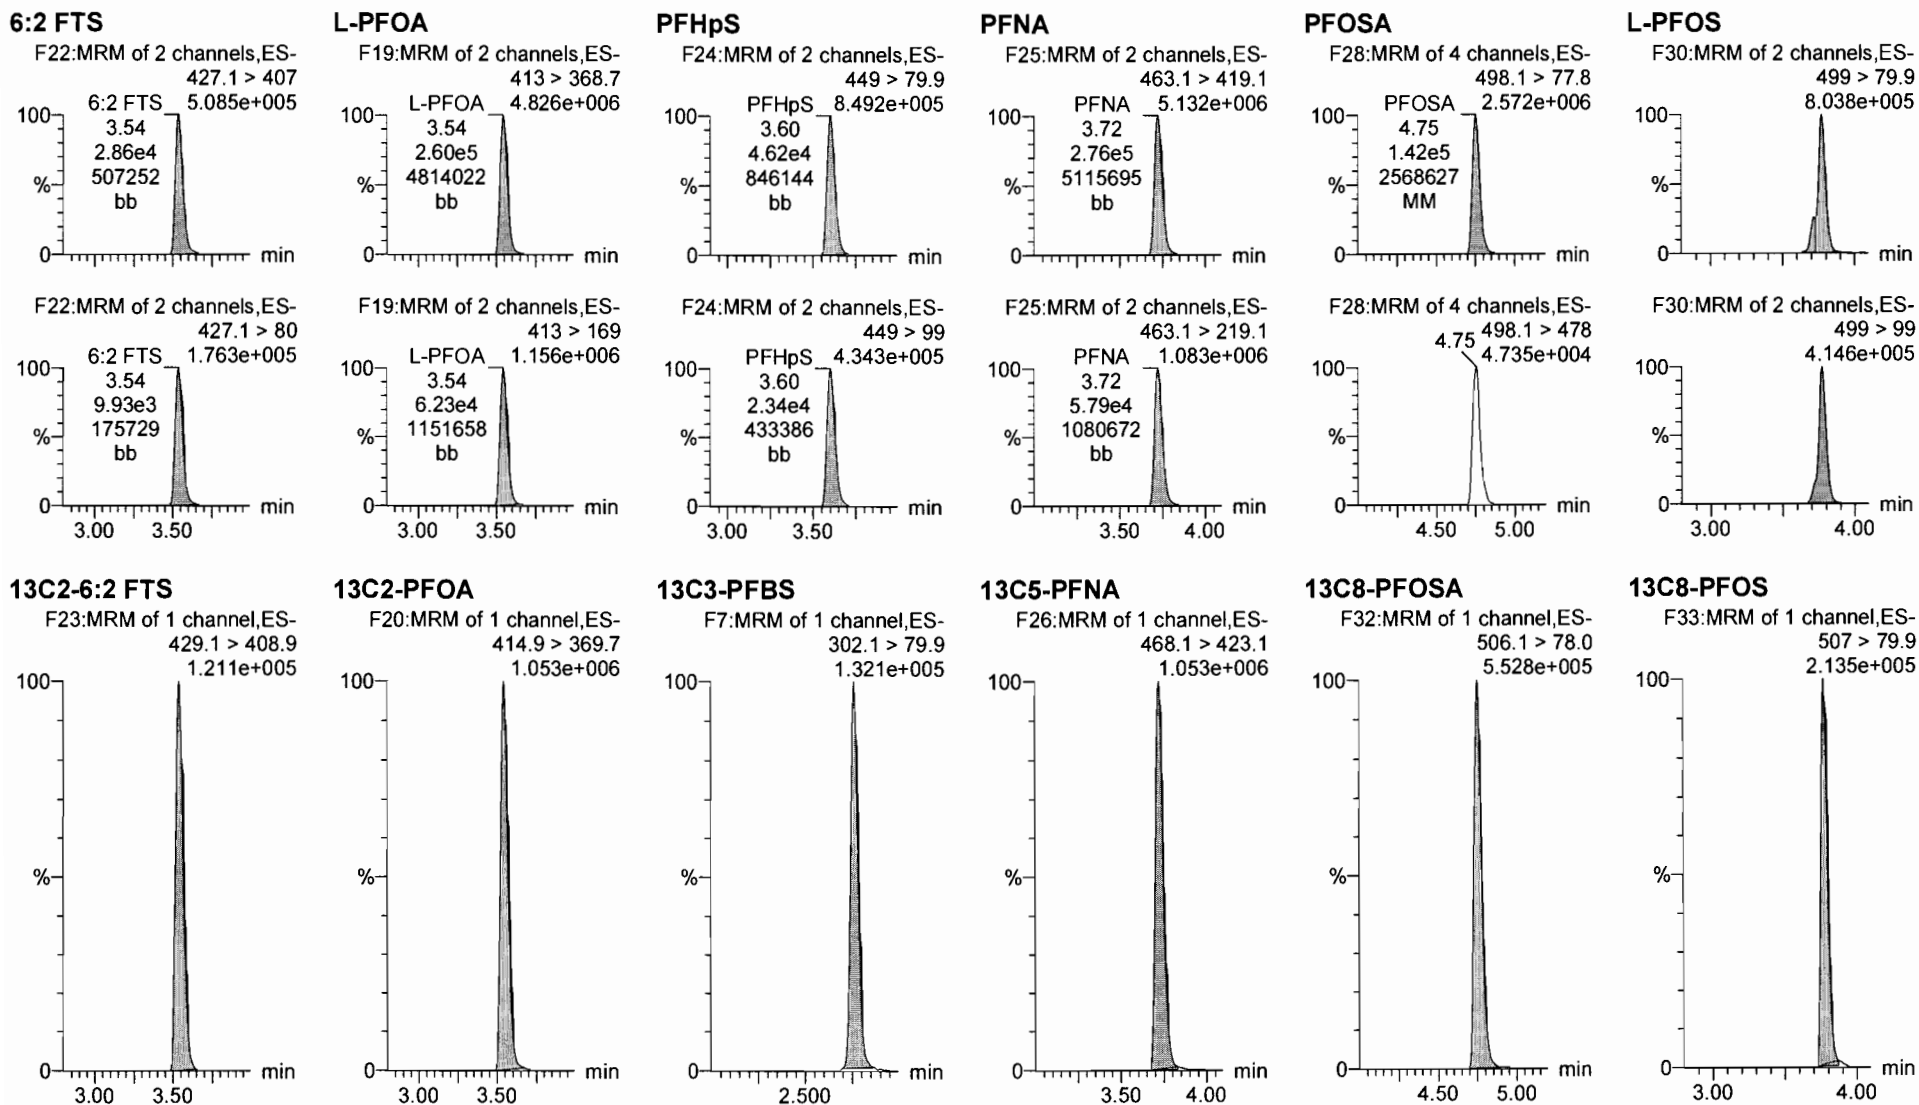 6:2 FTS
F22:MRM of 2 channels,ES-
427.1 > 407
5.085e+005
6:2 FTS
3.54
2.86e4
507252
bb
100
%
0
min
L-PFOA
F19:MRM of 2 channels,ES-
413 > 368.7
4.826e+006
L-PFOA
3.54
2.60e5
4814022
bb
100
%
0
min
PFHpS
F24:MRM of 2 channels,ES-
449 > 79.9
8.492e+005
PFHpS
3.60
4.62e4
846144
bb
100
%
0
min
PFNA
F25:MRM of 2 channels,ES-
463.1 > 419.1
5.132e+006
PFNA
3.72
2.76e5
5115695
bb
100
%
0
min
PFOSA
F28:MRM of 4 channels,ES-
498.1 > 77.8
2.572e+006
PFOSA
4.75
1.42e5
2568627
MM
100
%
0
min
L-PFOS
F30:MRM of 2 channels,ES-
499 > 79.9
8.038e+005
100
%
0
min
F22:MRM of 2 channels,ES-
427.1 > 80
1.763e+005
6:2 FTS
3.54
9.93e3
175729
bb
100
%
0
min
3.00 3.50
F19:MRM of 2 channels,ES-
413 > 169
1.156e+006
L-PFOA
3.54
6.23e4
1151658
bb
100
%
0
min
3.00 3.50
F24:MRM of 2 channels,ES-
449 > 99
4.343e+005
PFHpS
3.60
2.34e4
433386
bb
100
%
0
min
3.00 3.50
F25:MRM of 2 channels,ES-
463.1 > 219.1
1.083e+006
PFNA
3.72
5.79e4
1080672
bb
100
%
0
min
3.50 4.00
F28:MRM of 4 channels,ES-
498.1 > 478
4.735e+004
4.75
100
%
0
min
4.50 5.00
F30:MRM of 2 channels,ES-
499 > 99
4.146e+005
100
%
0
min
3.00 4.00
13C2-6:2 FTS
F23:MRM of 1 channel,ES-
429.1 > 408.9
1.211e+005
100
%
0
min
3.00 3.50
13C2-PFOA
F20:MRM of 1 channel,ES-
414.9 > 369.7
1.053e+006
100
%
0
min
3.00 3.50
13C3-PFBS
F7:MRM of 1 channel,ES-
302.1 > 79.9
1.321e+005
100
%
0
min
2.500
13C5-PFNA
F26:MRM of 1 channel,ES-
468.1 > 423.1
1.053e+006
100
%
0
min
3.50 4.00
13C8-PFOSA
F32:MRM of 1 channel,ES-
506.1 > 78.0
5.528e+005
100
%
0
min
4.50 5.00
13C8-PFOS
F33:MRM of 1 channel,ES-
507 > 79.9
2.135e+005
100
%
0
min
3.00 4.00